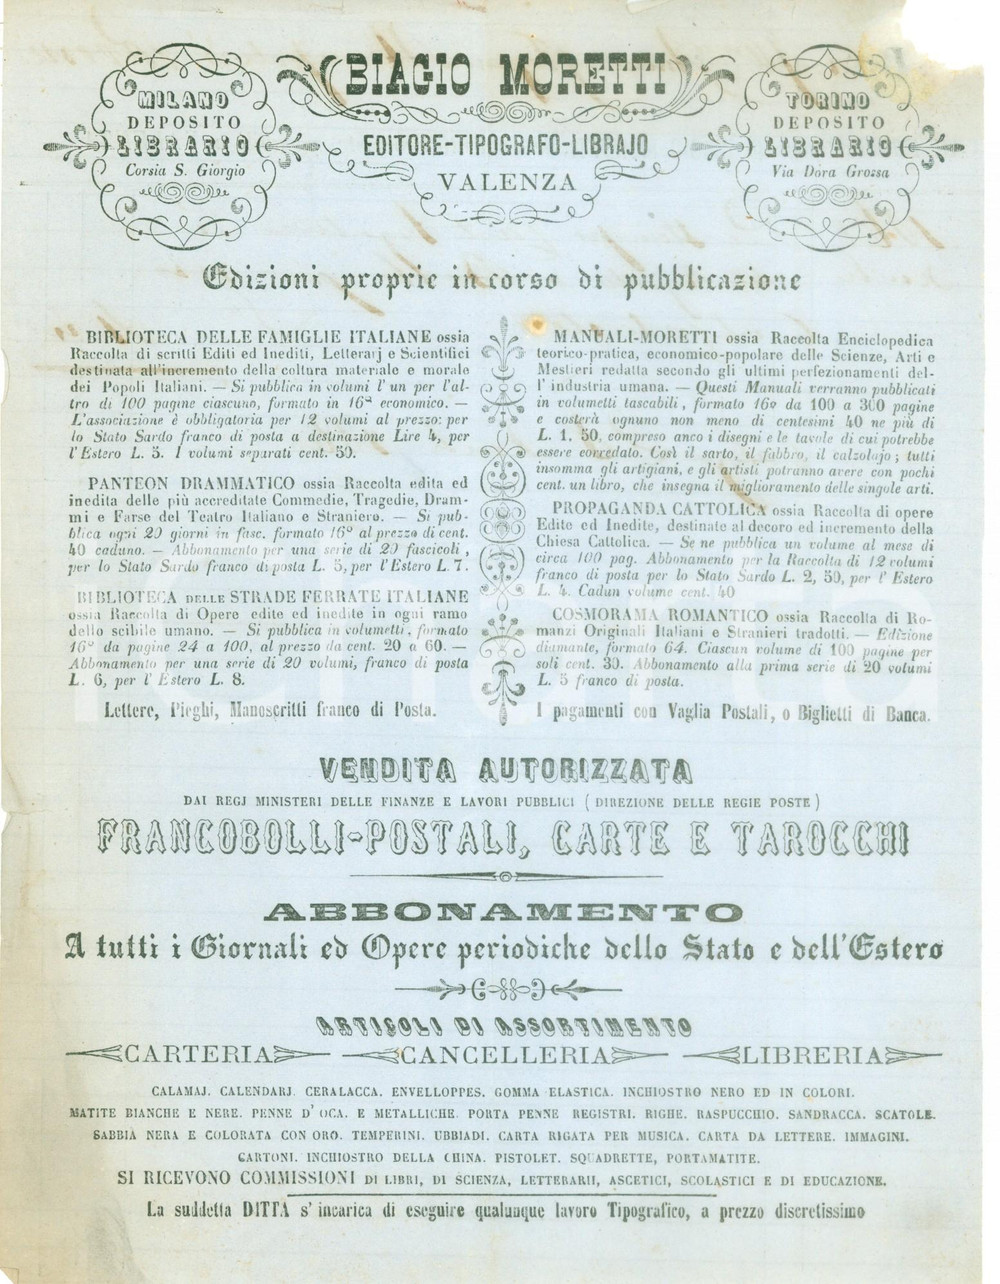 BIAGIO MORETTI
EDITORE-TIPOGRAFO-LIBRAJO
VALENZA
MILANO
DEPOSITO
LIBRARIO
Corsia S. Giorgio
TORINO
DEPOSITO
LIBRARIO
Via Dora Grossa
Edizioni proprie in corso di pubblicazione
BIBLIOTECA DELLE FAMIGLIE ITALIANE ossia
Raccolta di scritti Editi ed Inediti, Letterarj e Scientifici
destinata all'incremento della coltura materiale e morale
dei Popoli Italiani. — Si pubblica in volumi l'un per l'al-
tro di 100 pagine ciascuno, formato in 16° economico. —
L'associazione è obbligatoria per 12 volumi al prezzo: per
lo Stato Sardo franco di posta a destinazione Lire 4, per
l'Estero L. 5. I volumi separati cent. 50.
PANTEON DRAMMATICO ossia Raccolta edita ed
inedita delle più accreditate Commedie, Tragedie, Dram-
mi e Farse del Teatro Italiano e Straniero. — Si pub-
blica ogni 20 giorni in fasc. formato 16° al prezzo di cent.
40 caduno. — Abbonamento per una serie di 20 fascicoli,
per lo Stato Sardo franco di posta L. 5, per l'Estero L. 7.
BIBLIOTECA DELLE STRADE FERRATE ITALIANE
ossia Raccolta di Opere edite ed inedite in ogni ramo
dello scibile umano. — Si pubblica in volumetti, formato
16° da pagine 24 a 100, al prezzo da cent. 20 a 60. —
Abbonamento per una serie di 20 volumi, franco di posta
L. 6, per l'Estero L. 8.
Lettere, Pieghi, Manoscritti franco di Posta.
MANUALI-MORETTI ossia Raccolta Enciclopedica
teorico-pratica, economico-popolare delle Scienze, Arti e
Mestieri redatta secondo gli ultimi perfezionamenti del-
l'industria umana. — Questi Manuali verranno pubblicati
in volumetti tascabili, formato 16° da 100 a 300 pagine
e costerà ognuno non meno di centesimi 40 ne più di
L. 1, 50, compreso anco i disegni e le tavole di cui potrebbe
essere corredato. Così il sarto, il fabbro, il calzolajo; tutti
insomma gli artigiani, e gli artisti potranno avere con pochi
cent. un libro, che insegna il miglioramento delle singole arti.
PROPAGANDA CATTOLICA ossia Raccolta di opere
Edite ed Inedite, destinate al decoro ed incremento della
Chiesa Cattolica. — Se ne pubblica un volume al mese di
circa 100 pag. Abbonamento per la Raccolta di 12 volumi
franco di posta per lo Stato Sardo L. 2, 50, per l'Estero
L. 4. Cadun volume cent. 40
COSMORAMA ROMANTICO ossia Raccolta di Ro-
manzi Originali Italiani e Stranieri tradotti. — Edizione
diamante, formato 64. Ciascun volume di 100 pagine per
soli cent. 30. Abbonamento alla prima serie di 20 volumi
L. 5 franco di posta.
I pagamenti con Vaglia Postali, o Biglietti di Banca.
VENDITA AUTORIZZATA
DAI REGJ MINISTERI DELLE FINANZE E LAVORI PUBBLICI (DIREZIONE DELLE REGIE POSTE)
FRANCOBOLLI-POSTALI, CARTE E TAROCCHI
ABBONAMENTO
A tutti i Giornali ed Opere periodiche dello Stato e dell'Estero
ARTICOLI DI ASSORTIMENTO
CARTERIA CANCELLERIA LIBRERIA
CALAMAJ. CALENDARJ. CERALACCA. ENVELLOPPES. GOMMA ELASTICA. INCHIOSTRO NERO ED IN COLORI.
MATITE BIANCHE E NERE. PENNE D'OCA. E METALLICHE. PORTA PENNE REGISTRI. RIGHE. RASPUCCHIO. SANDRACCA. SCATOLE.
SABBIA NERA E COLORATA CON ORO. TEMPERINI. UBBIADI. CARTA RIGATA PER MUSICA. CARTA DA LETTERE. IMMAGINI.
CARTONI. INCHIOSTRO DELLA CHINA. PISTOLET. SQUADRETTE, PORTAMATITE.
SI RICEVONO COMMISSIONI DI LIBRI, DI SCIENZA, LETTERARII, ASCETICI, SCOLASTICI E DI EDUCAZIONE.
La suddetta DITTA s'incarica di eseguire qualunque lavoro Tipografico, a prezzo discretissimo